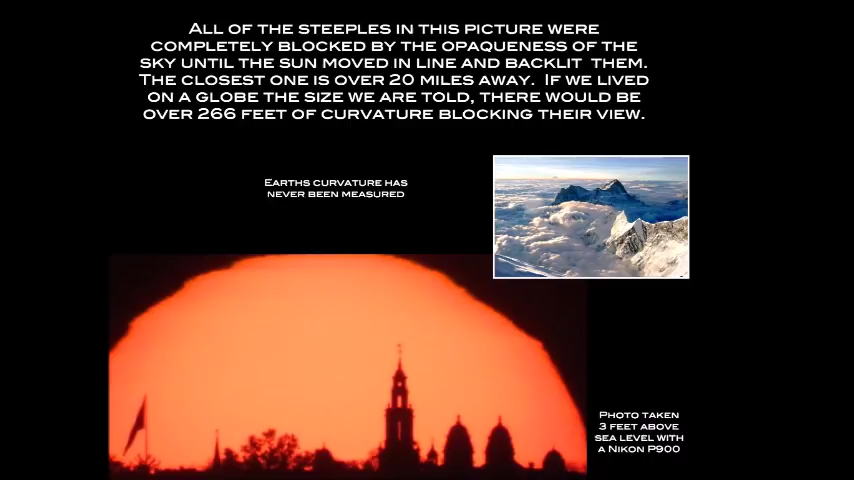 ALL OF THE STEEPLES IN THIS PICTURE WERE
COMPLETELY BLOCKED BY THE OPAQUENESS OF THE
SKY UNTIL THE SUN MOVED IN LINE AND BACKLIT THEM.
THE CLOSEST ONE IS OVER 20 MILES AWAY. IF WE LIVED
ON A GLOBE THE SIZE WE ARE TOLD, THERE WOULD BE
OVER 266 FEET OF CURVATURE BLOCKING THEIR VIEW.
EARTHS CURVATURE HAS
NEVER BEEN MEASURED
PHOTO TAKEN
3 FEET ABOVE
SEA LEVEL WITH
A NIKON P900